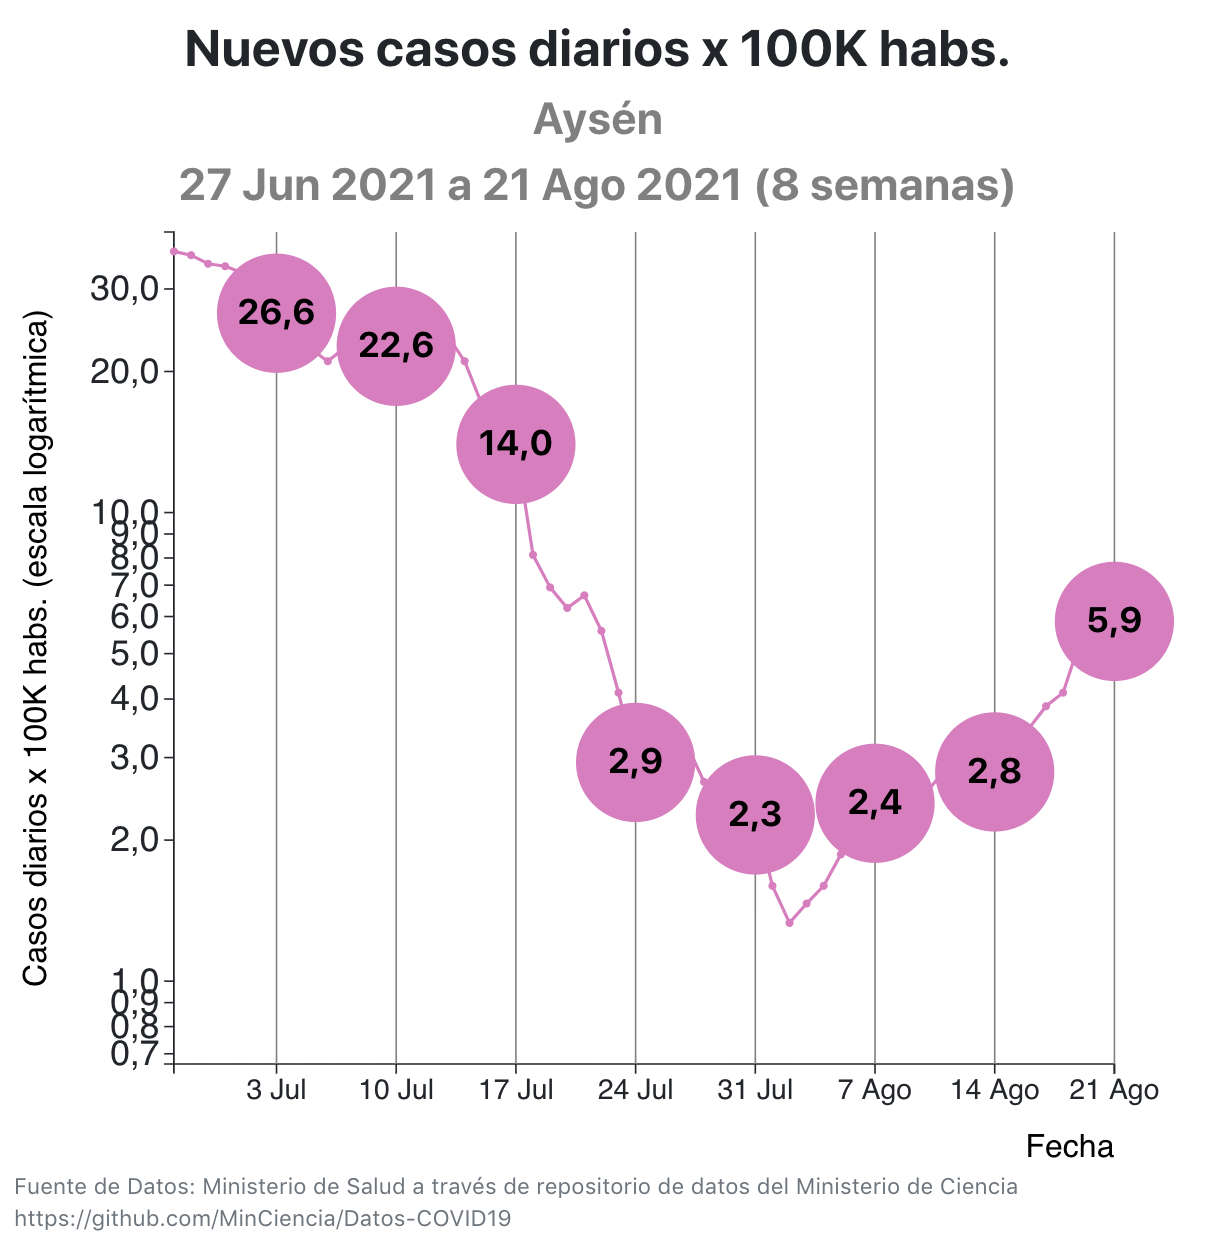 Nuevos casos diarios x 100K habs.
Aysén
27 Jun 2021 a 21 Ago 2021 (8 semanas)
Casos diarios x 100K habs. (escala logarítmica)
30,0
20,0
10,0
9,0
8,0
7,0
6,0
5,0
4,0
3,0
2,0
1,0
0,9
0,8
0,7
26,6
22,6
14,0
2,9
2,3
2,4
2,8
5,9
3 Jul
10 Jul
17 Jul
24 Jul
31 Jul
7 Ago
14 Ago
21 Ago
Fecha
Fuente de Datos: Ministerio de Salud a través de repositorio de datos del Ministerio de Ciencia
https://github.com/MinCiencia/Datos-COVID19